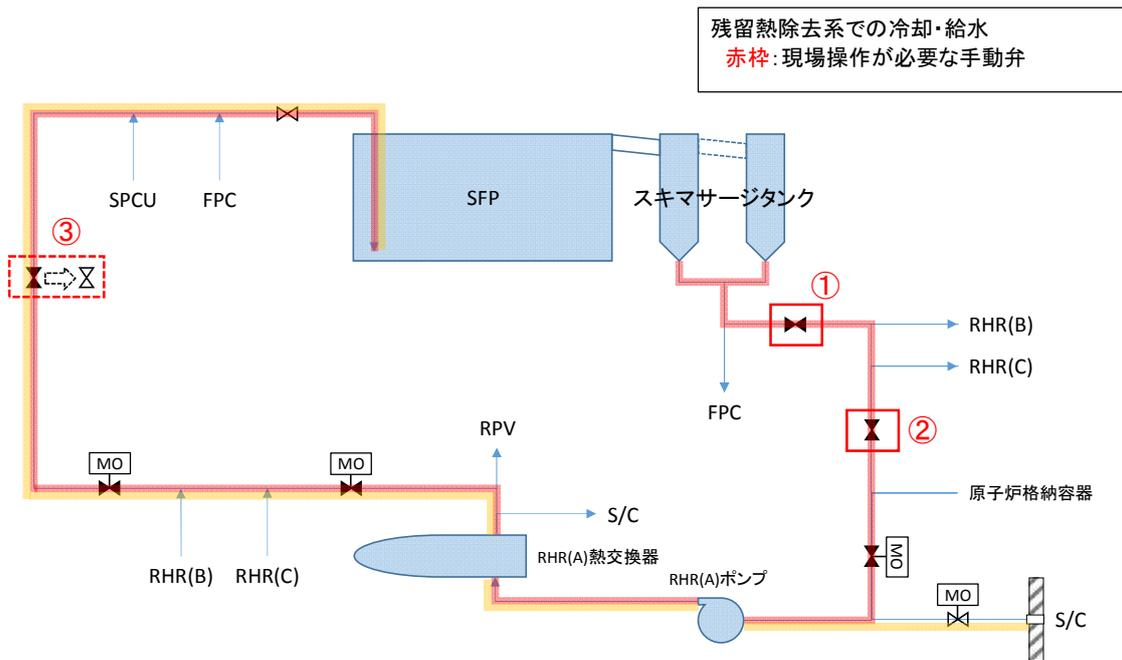 残留熱除去系での冷却・給水
赤枠:現場操作が必要な手動弁
SPCU
FPC
SFP
スキマサージタンク
③
①
RHR(B)
RHR(C)
FPC
②
RPV
MO
MO
原子炉格納容器
S/C
RHR(A)熱交換器
MO
RHR(B)
RHR(C)
RHR(A)ポンプ
MO
S/C